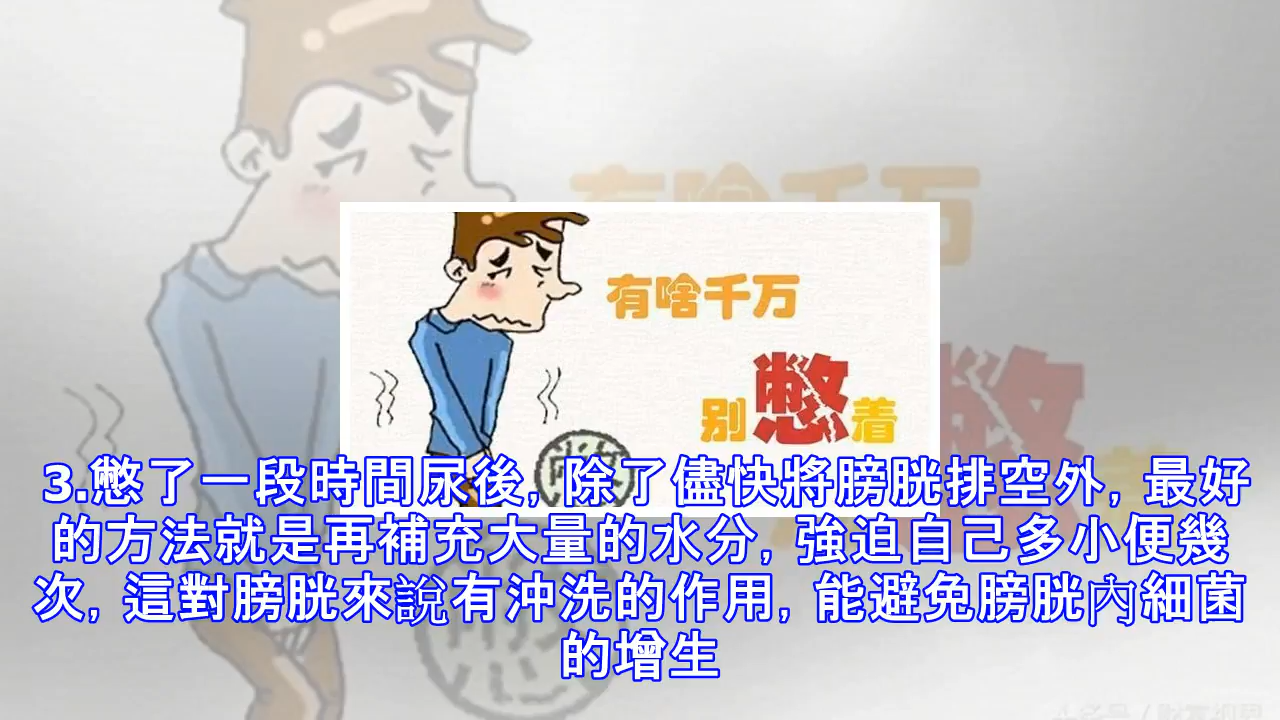 有啥千万
别憋着
3.憋了一段時間尿後, 除了儘快將膀胱排空外, 最好
的方法就是再補充大量的水分, 強迫自己多小便幾
次, 這對膀胱來說有沖洗的作用, 能避免膀胱內細菌
的增生